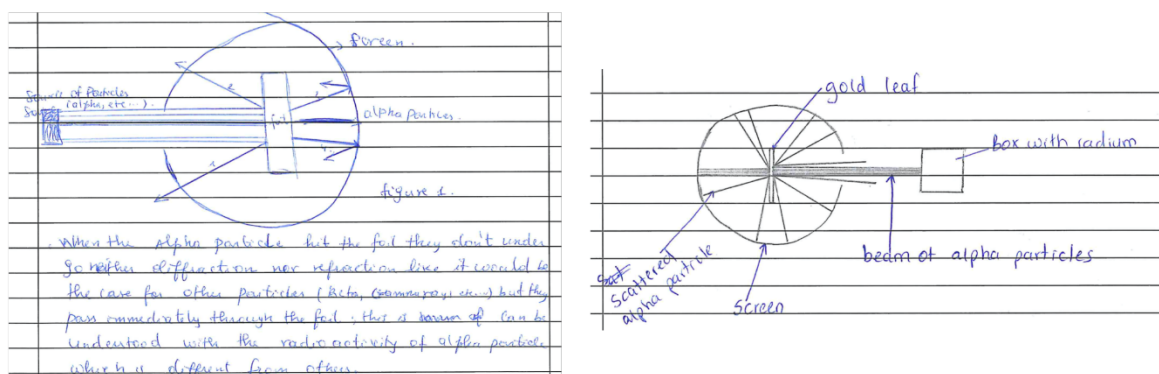 Screen.
Source of Particles
(alpha, etc...).
foil
alpha particles.
figure 1.
. When the alpha particle hit the foil they don't under
go neither diffraction nor refraction like it would be
the case for other particles (beta, Gamma rays etc...) but they
pass immediately through the foil; this is can be
understood with the radioactivity of alpha particle
which is different from others.
gold leaf
Box with radium
beam of alpha particles
scattered
alpha particle
screen